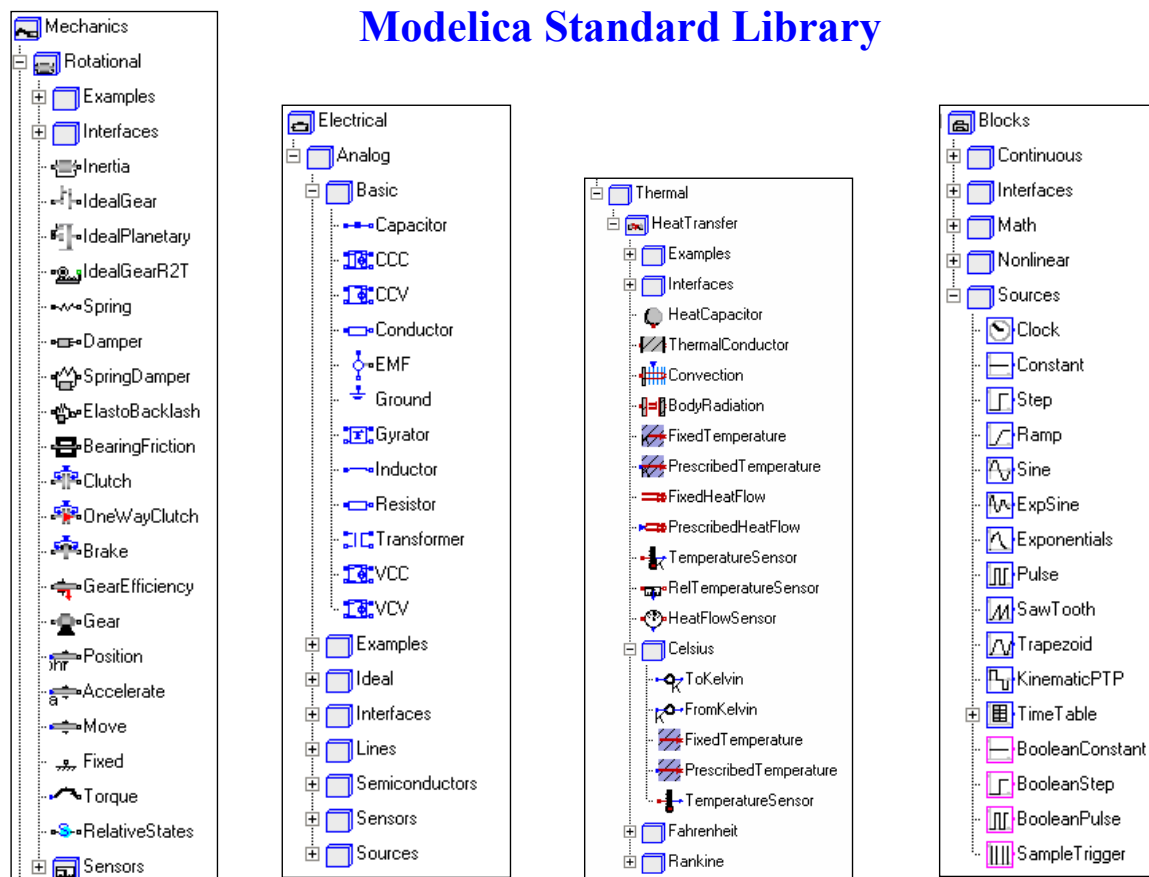 Modelica Standard Library
Mechanics
Rotational
Examples
Interfaces
Inertia
IdealGear
IdealPlanetary
IdealGearR2T
Spring
Damper
SpringDamper
ElastoBacklash
BearingFriction
Clutch
OneWayClutch
Brake
GearEfficiency
Gear
Position
Accelerate
Move
Fixed
Torque
RelativeStates
Sensors
Electrical
Analog
Basic
Capacitor
CCC
CCV
Conductor
EMF
Ground
Gyrator
Inductor
Resistor
Transformer
VCC
VCV
Examples
Ideal
Interfaces
Lines
Semiconductors
Sensors
Sources
Thermal
HeatTransfer
Examples
Interfaces
HeatCapacitor
ThermalConductor
Convection
BodyRadiation
FixedTemperature
PrescribedTemperature
FixedHeatFlow
PrescribedHeatFlow
TemperatureSensor
RelTemperatureSensor
HeatFlowSensor
Celsius
ToKelvin
FromKelvin
FixedTemperature
PrescribedTemperature
TemperatureSensor
Fahrenheit
Rankine
Blocks
Continuous
Interfaces
Math
Nonlinear
Sources
Clock
Constant
Step
Ramp
Sine
ExpSine
Exponentials
Pulse
SawTooth
Trapezoid
KinematicPTP
TimeTable
BooleanConstant
BooleanStep
BooleanPulse
SampleTrigger